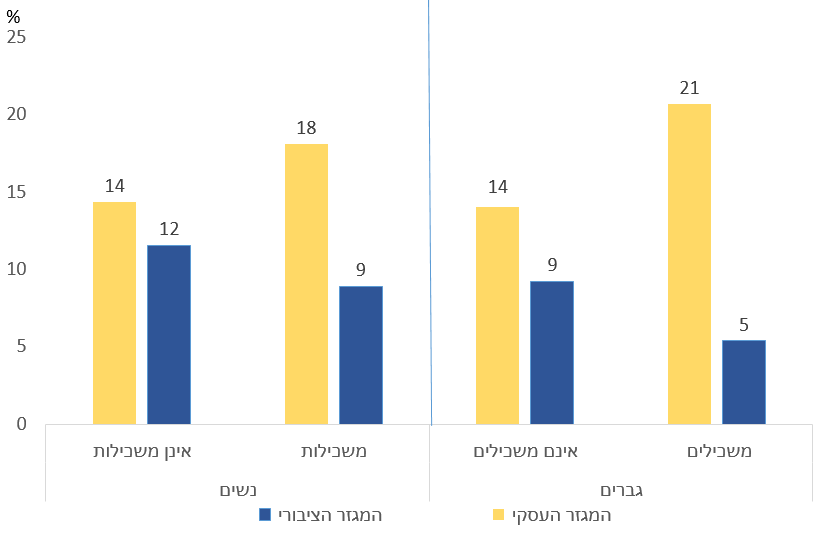 %
25
20
15
10
5
0
14
12
18
9
14
9
21
5
אינן משכילות
משכילות
אינם משכילים
משכילים
נשים
גברים
המגזר הציבורי
המגזר העסקי